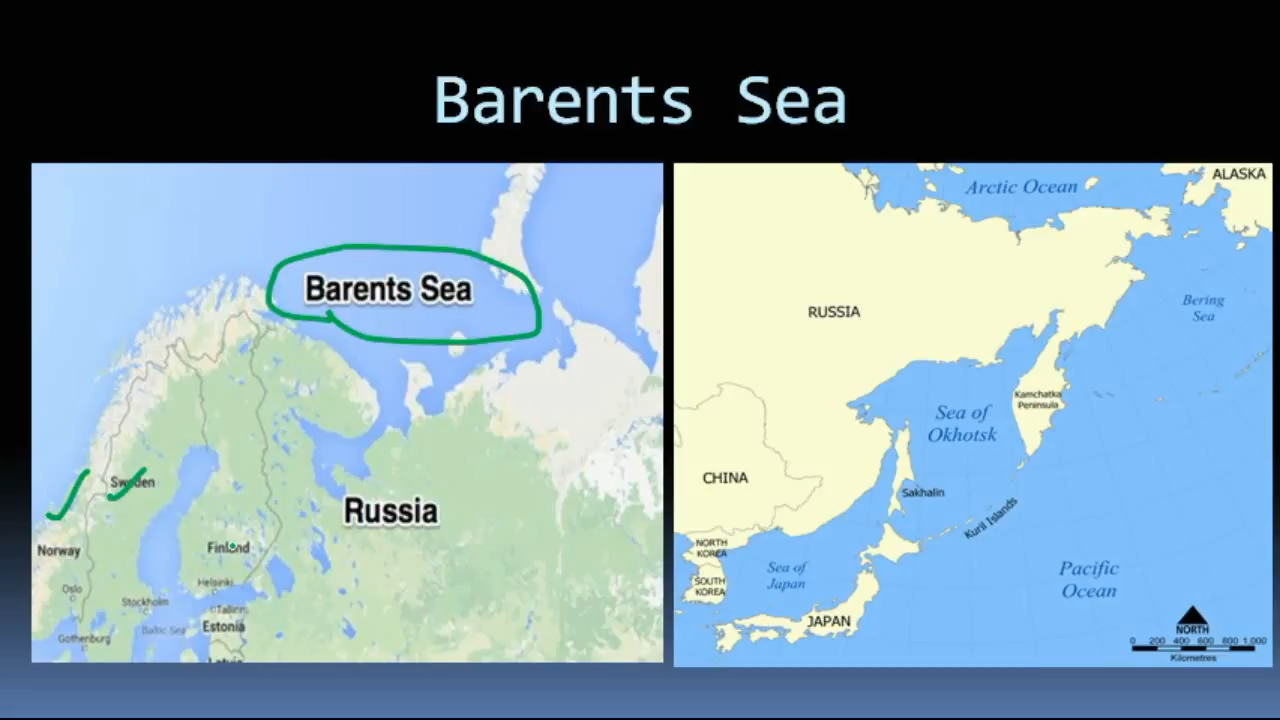 Barents Sea
Barents Sea
Russia
Sweden
Norway
Finland
Oslo
Helsinki
Stockholm
Tallinn
Baltic Sea
Estonia
Gothenburg
Latvia
Arctic Ocean
ALASKA
RUSSIA
Bering
Sea
Kamchatka
Peninsula
Sea of
Okhotsk
CHINA
Sakhalin
Kuril Islands
NORTH
KOREA
SOUTH
KOREA
Sea of
Japan
JAPAN
Pacific
Ocean
NORTH
0 200 400 600 800 1,000
Kilometres